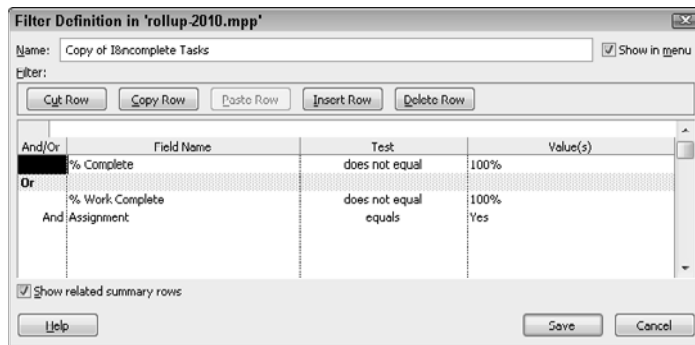 Filter Definition in 'rollup-2010.mpp'
Name: Copy of I&ncomplete Tasks Show in menu
Filter:
Cut Row Copy Row Paste Row Insert Row Delete Row
And/Or Field Name Test Value(s)
% Complete does not equal 100%
Or
% Work Complete does not equal 100%
And Assignment equals Yes
Show related summary rows
Help Save Cancel